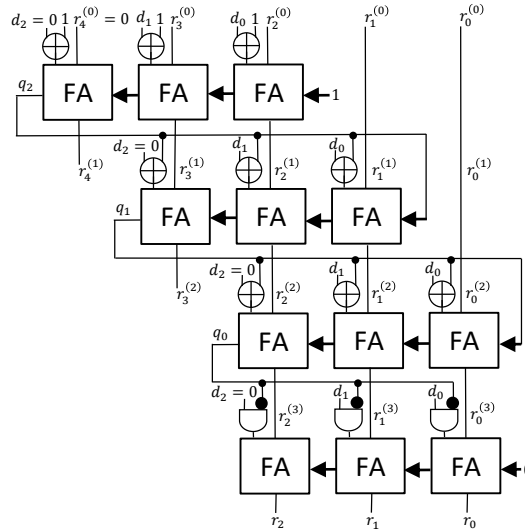 d₂ = 0 1 r₄⁽⁰⁾ = 0 d₁ 1 r₃⁽⁰⁾ d₀ 1 r₂⁽⁰⁾ r₁⁽⁰⁾ r₀⁽⁰⁾
q₂ FA FA FA 1
r₄⁽¹⁾ d₂ = 0 r₃⁽¹⁾ d₁ r₂⁽¹⁾ d₀ r₁⁽¹⁾ r₀⁽¹⁾
q₁ FA FA FA
r₃⁽²⁾ d₂ = 0 r₂⁽²⁾ d₁ r₁⁽²⁾ d₀ r₀⁽²⁾
q₀ FA FA FA
d₂ = 0 r₂⁽³⁾ d₁ r₁⁽³⁾ d₀ r₀⁽³⁾
FA FA FA
r₂ r₁ r₀